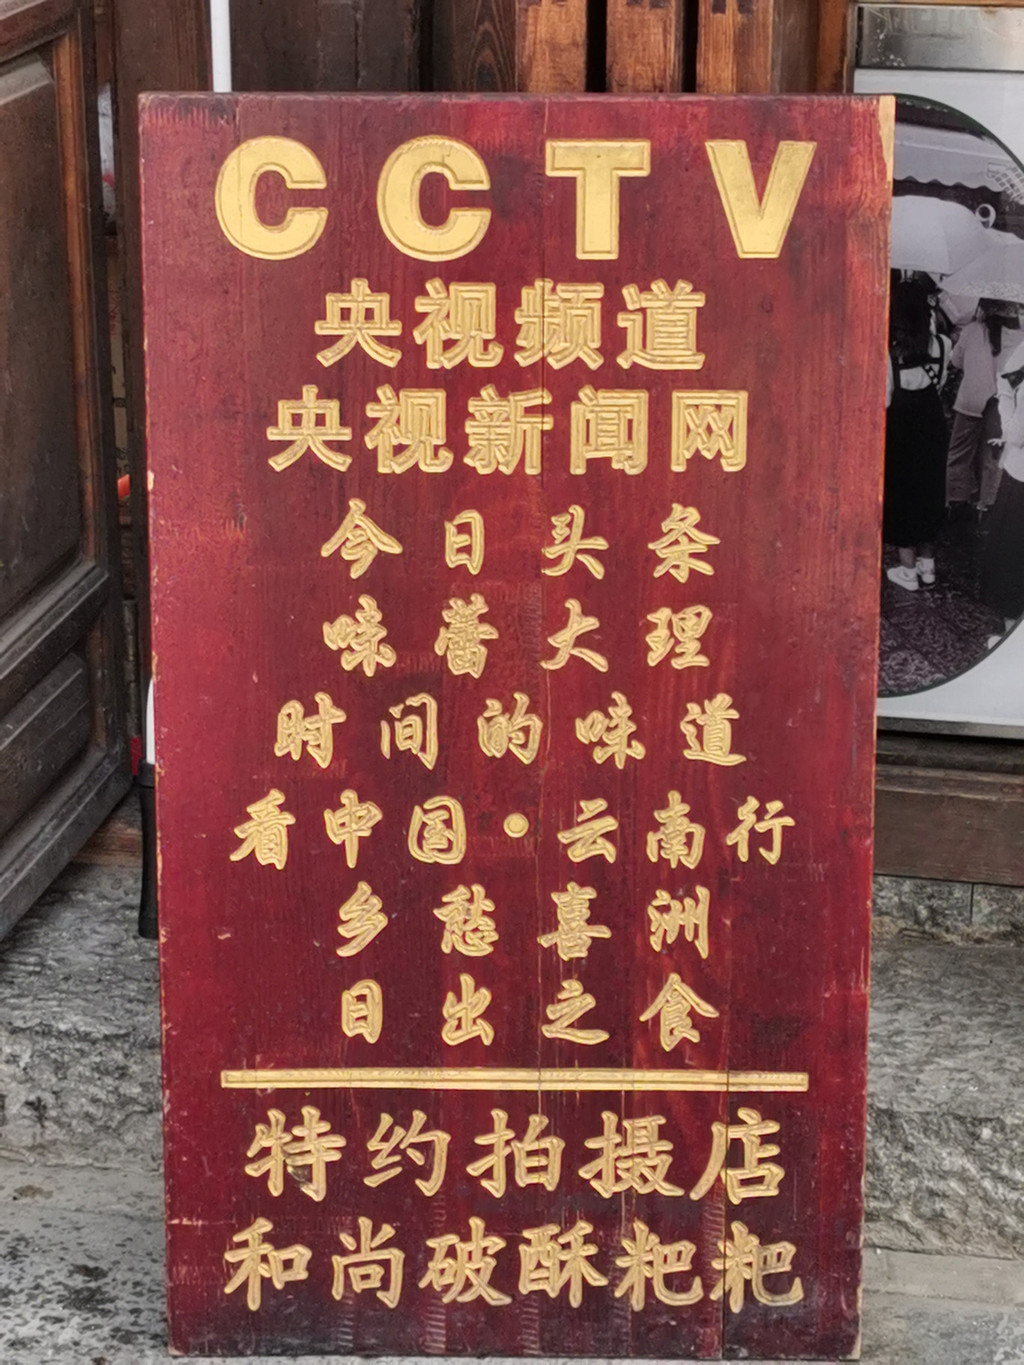 CCTV
央视频道
央视新闻网
今日头条
味蕾大理
时间的味道
看中国·云南行
乡愁喜洲
日出之食
特约拍摄店
和尚破酥粑粑